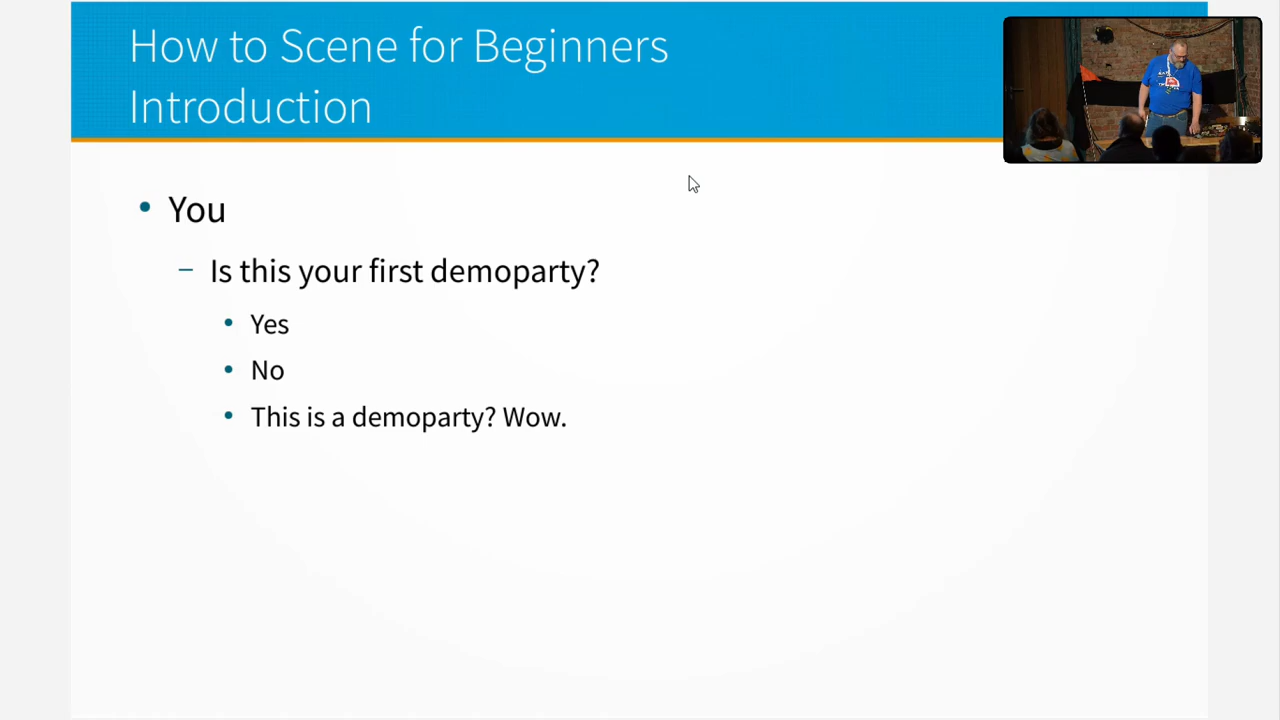 How to Scene for Beginners
Introduction
You
Is this your first demoparty?
Yes
No
This is a demoparty? Wow.